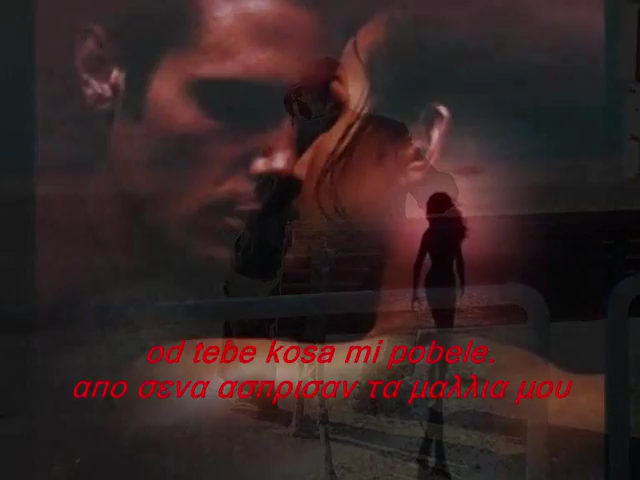 od tebe kosa mi pobele.
απο σενα ασπρισαν τα μαλλια μου